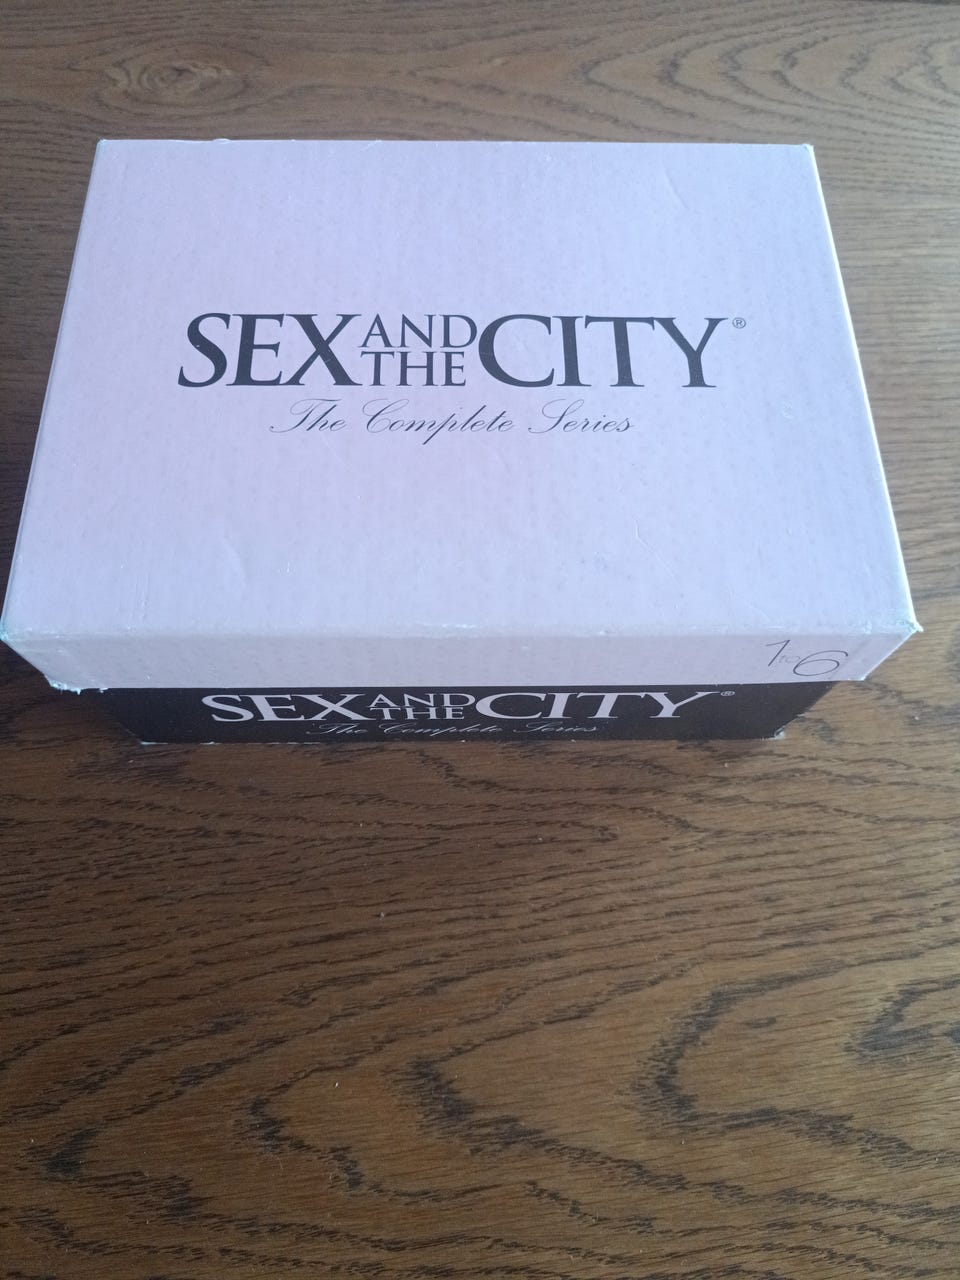 SEX AND THE CITY®
The Complete Series
1 to 6
SEX AND THE CITY®
The Complete Series